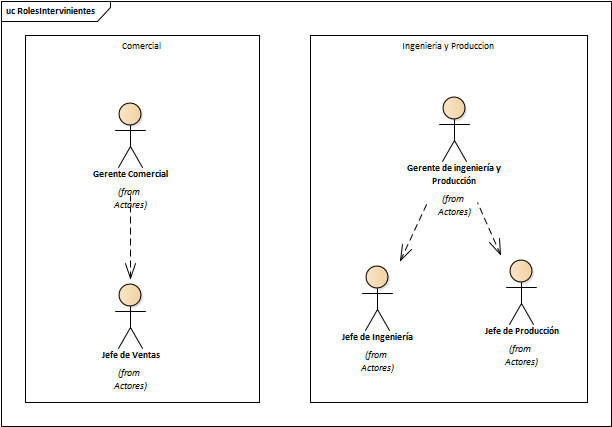 uc RolesIntervinientes
Comercial
Gerente Comercial
(from
Actores)
Jefe de Ventas
(from
Actores)
Ingenieria y Produccion
Gerente de ingeniería y
Producción
(from
Actores)
Jefe de Ingeniería
(from
Actores)
Jefe de Producción
(from
Actores)